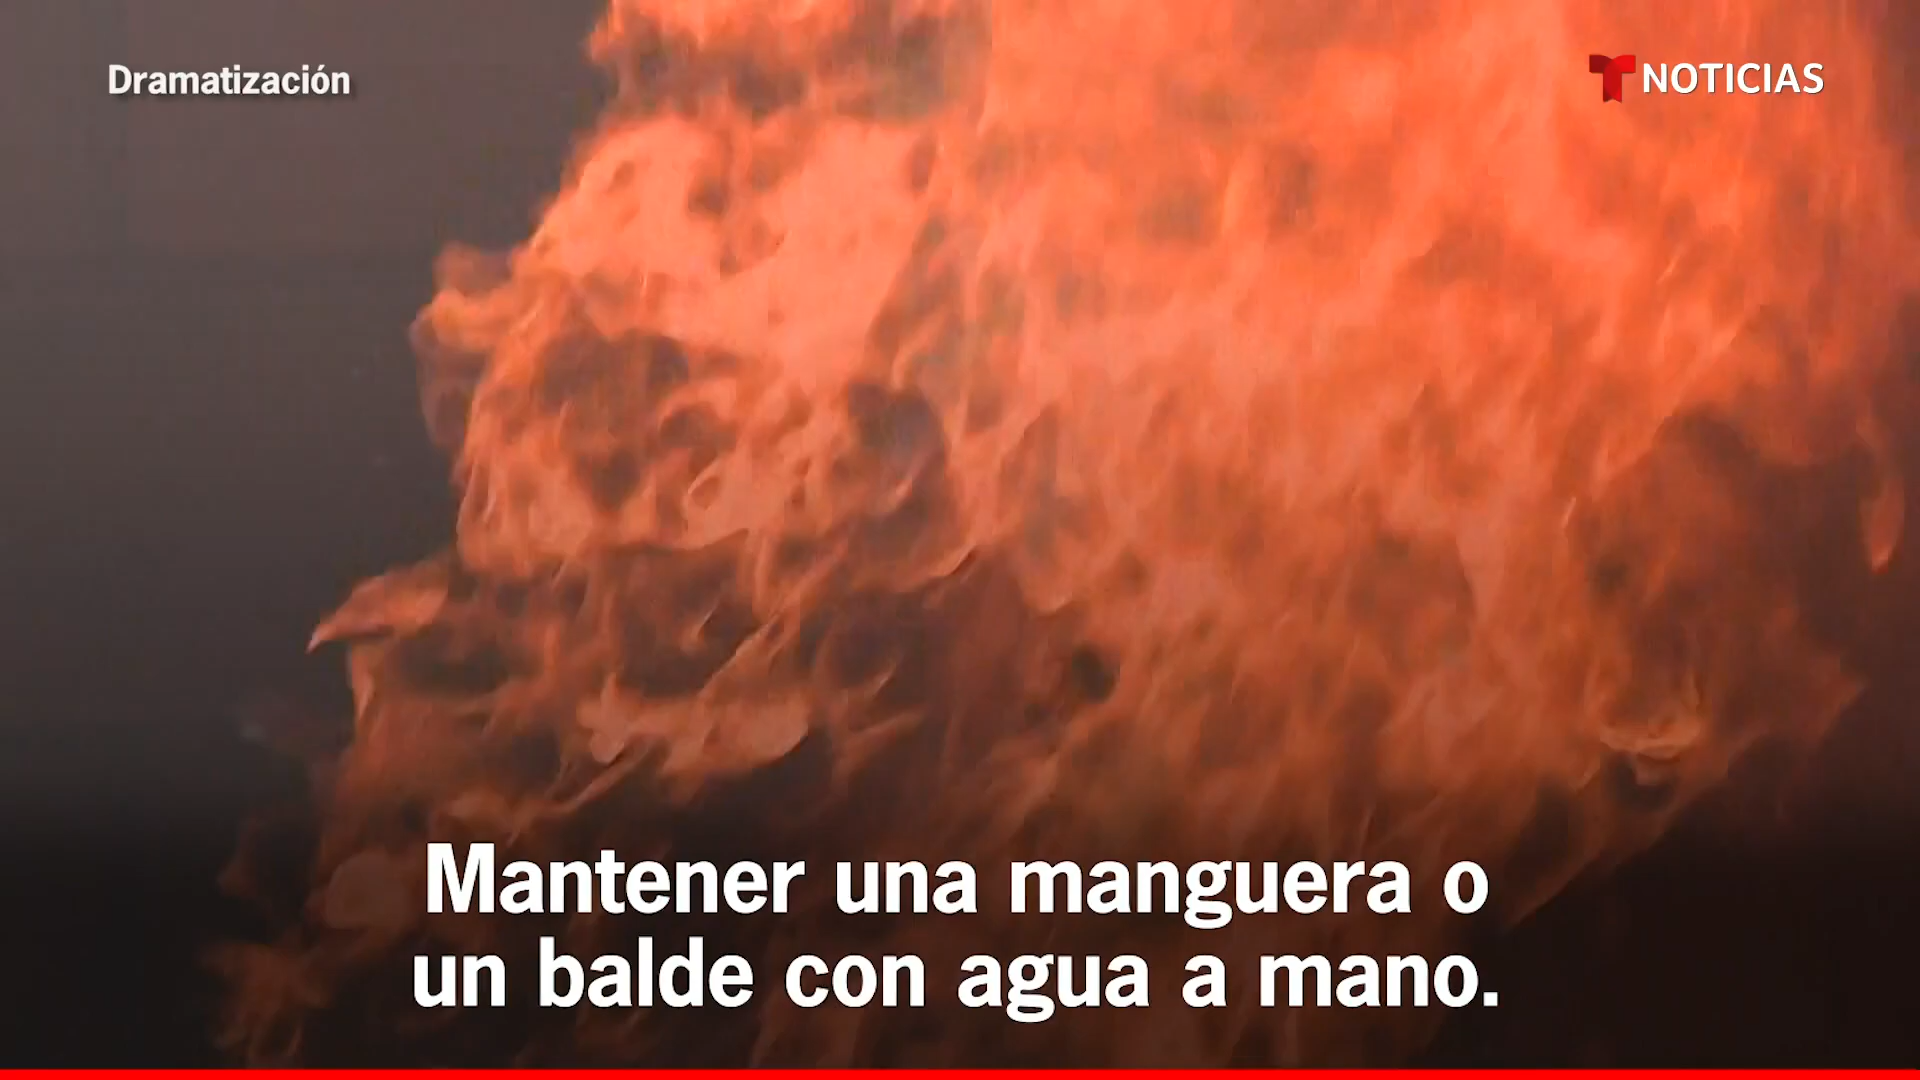 Dramatización
NOTICIAS
Mantener una manguera o
un balde con agua a mano.